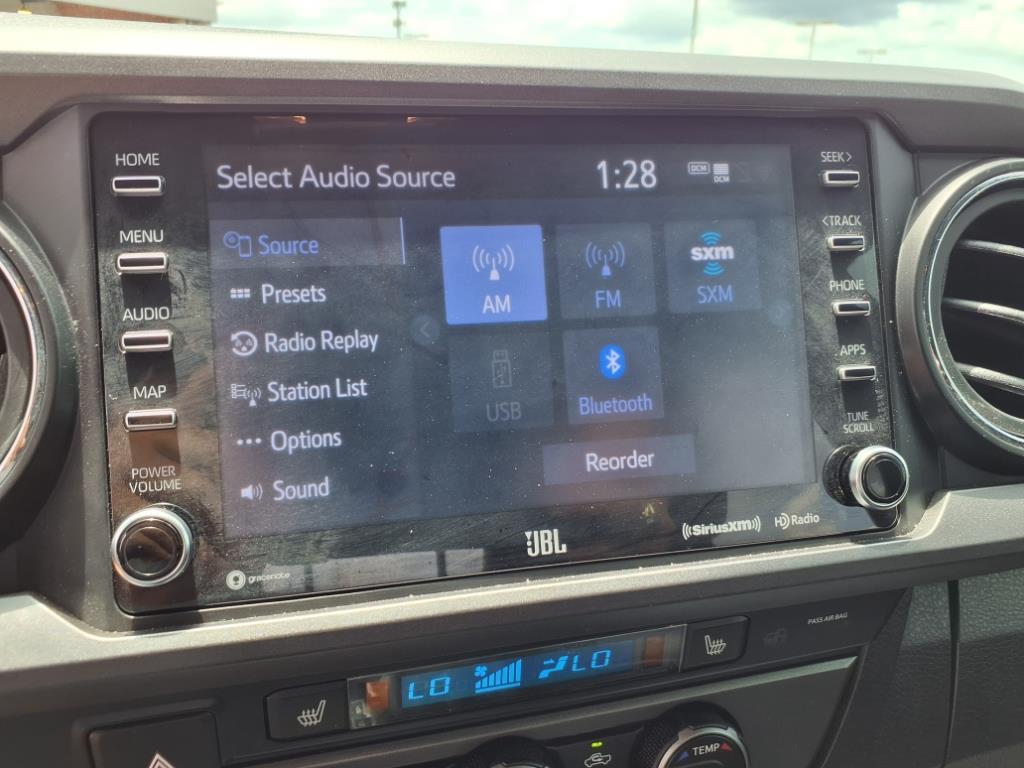 HOME
MENU
AUDIO
MAP
POWER
VOLUME
Select Audio Source
1:28
DCM
DCM
Source
Presets
Radio Replay
Station List
Options
Sound
AM
FM
sxm
SXM
USB
Bluetooth
Reorder
SEEK>
<TRACK
PHONE
APPS
TUNE
SCROLL
gracenote
JBL
((SiriusXM))
HD Radio
PASS AIR BAG
LO
LO
TEMP